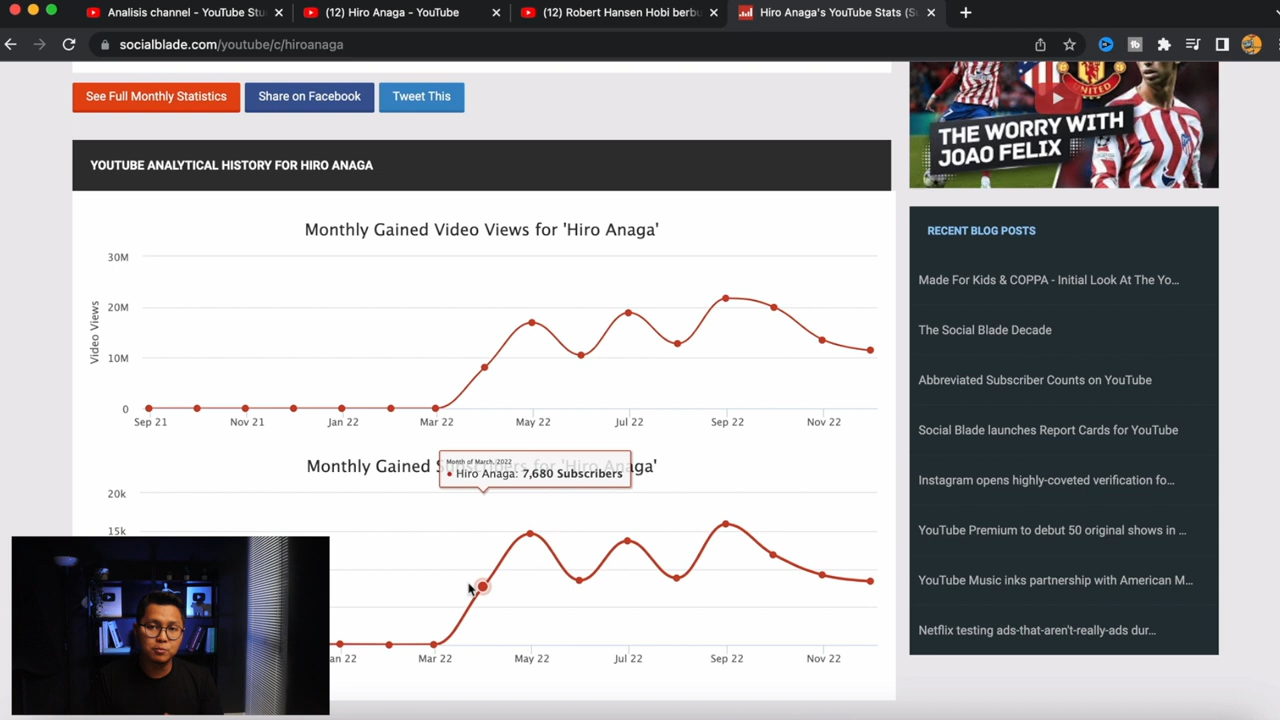 Analisis channel - YouTube Stu
(12) Hiro Anaga - YouTube
(12) Robert Hansen Hobi berbu
Hiro Anaga's YouTube Stats (S
socialblade.com/youtube/c/hiroanaga
See Full Monthly Statistics
Share on Facebook
Tweet This
UNITED
THE WORRY WITH
JOAO FELIX
YOUTUBE ANALYTICAL HISTORY FOR HIRO ANAGA
Monthly Gained Video Views for 'Hiro Anaga'
30M
20M
10M
0
Video Views
Sep 21
Nov 21
Jan 22
Mar 22
May 22
Jul 22
Sep 22
Nov 22
Monthly Gained Subscribers for 'Hiro Anaga'
Month of March, 2022
Hiro Anaga: 7,680 Subscribers
20k
15k
an 22
Mar 22
May 22
Jul 22
Sep 22
Nov 22
RECENT BLOG POSTS
Made For Kids & COPPA - Initial Look At The Yo...
The Social Blade Decade
Abbreviated Subscriber Counts on YouTube
Social Blade launches Report Cards for YouTube
Instagram opens highly-coveted verification fo...
YouTube Premium to debut 50 original shows in ...
YouTube Music inks partnership with American M...
Netflix testing ads-that-aren't-really-ads dur...